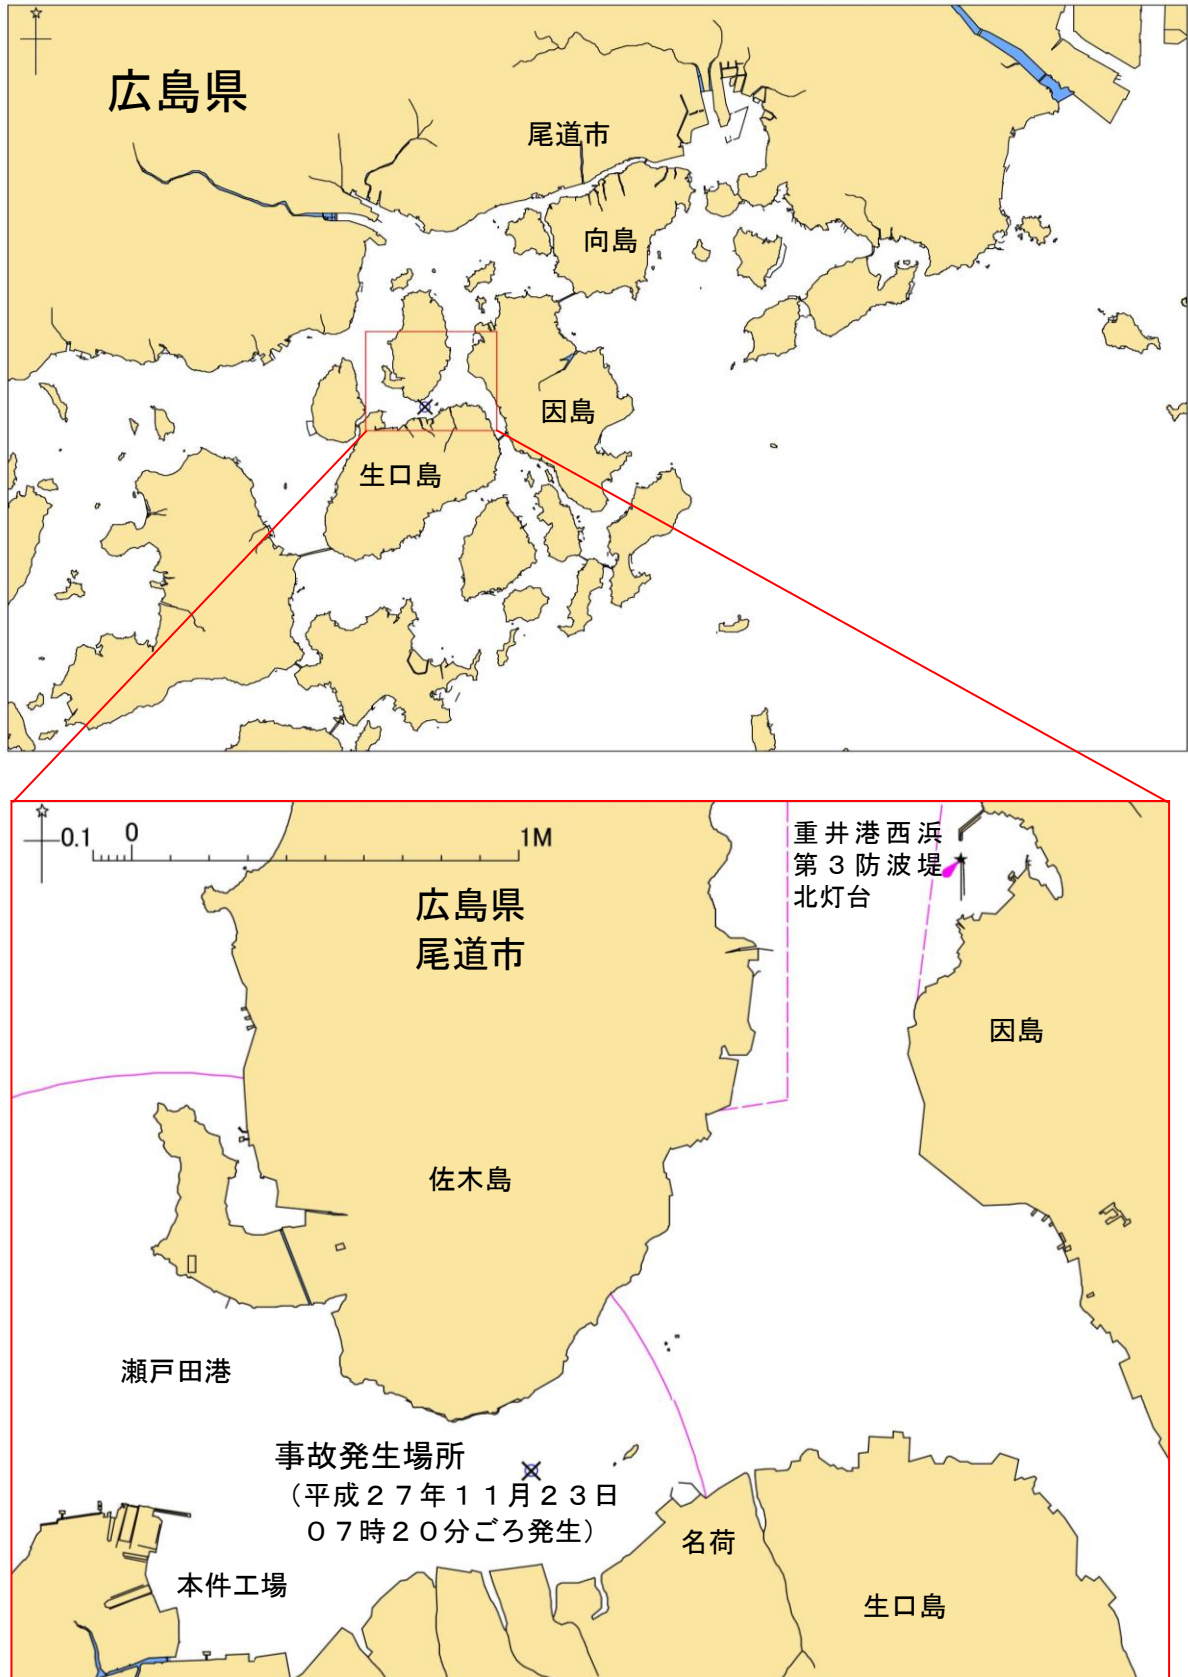 広島県
尾道市
向島
因島
生口島
0.1 0 1M
重井港西浜
第３防波堤
北灯台
広島県
尾道市
因島
佐木島
瀬戸田港
事故発生場所
（平成２７年１１月２３日
０７時２０分ごろ発生）
名荷
本件工場
生口島